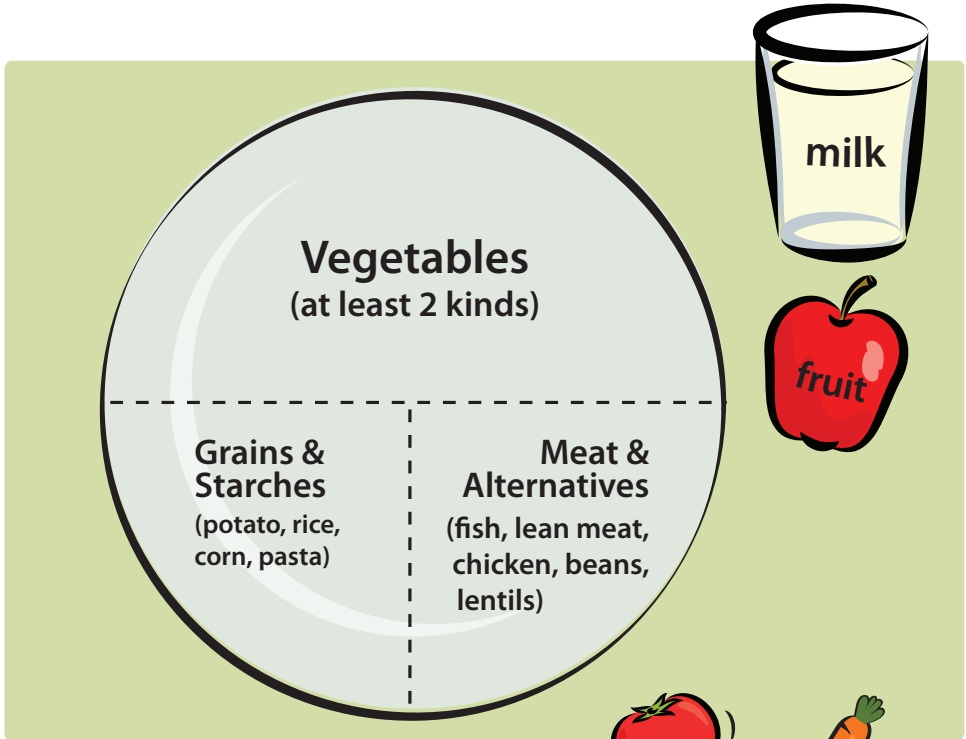 milk
Vegetables
(at least 2 kinds)
fruit
Grains &
Starches
(potato, rice,
corn, pasta)
Meat &
Alternatives
(fish, lean meat,
chicken, beans,
lentils)